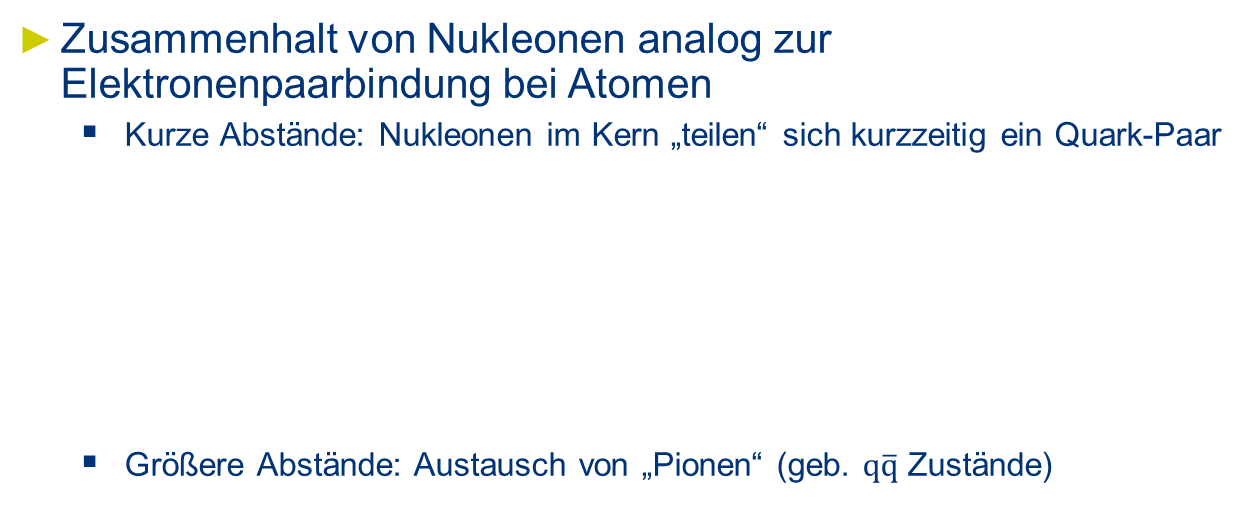 ► Zusammenhalt von Nukleonen analog zur
Elektronenpaarbindung bei Atomen
▪ Kurze Abstände: Nukleonen im Kern „teilen“ sich kurzzeitig ein Quark-Paar
▪ Größere Abstände: Austausch von „Pionen“ (geb. qq̄ Zustände)